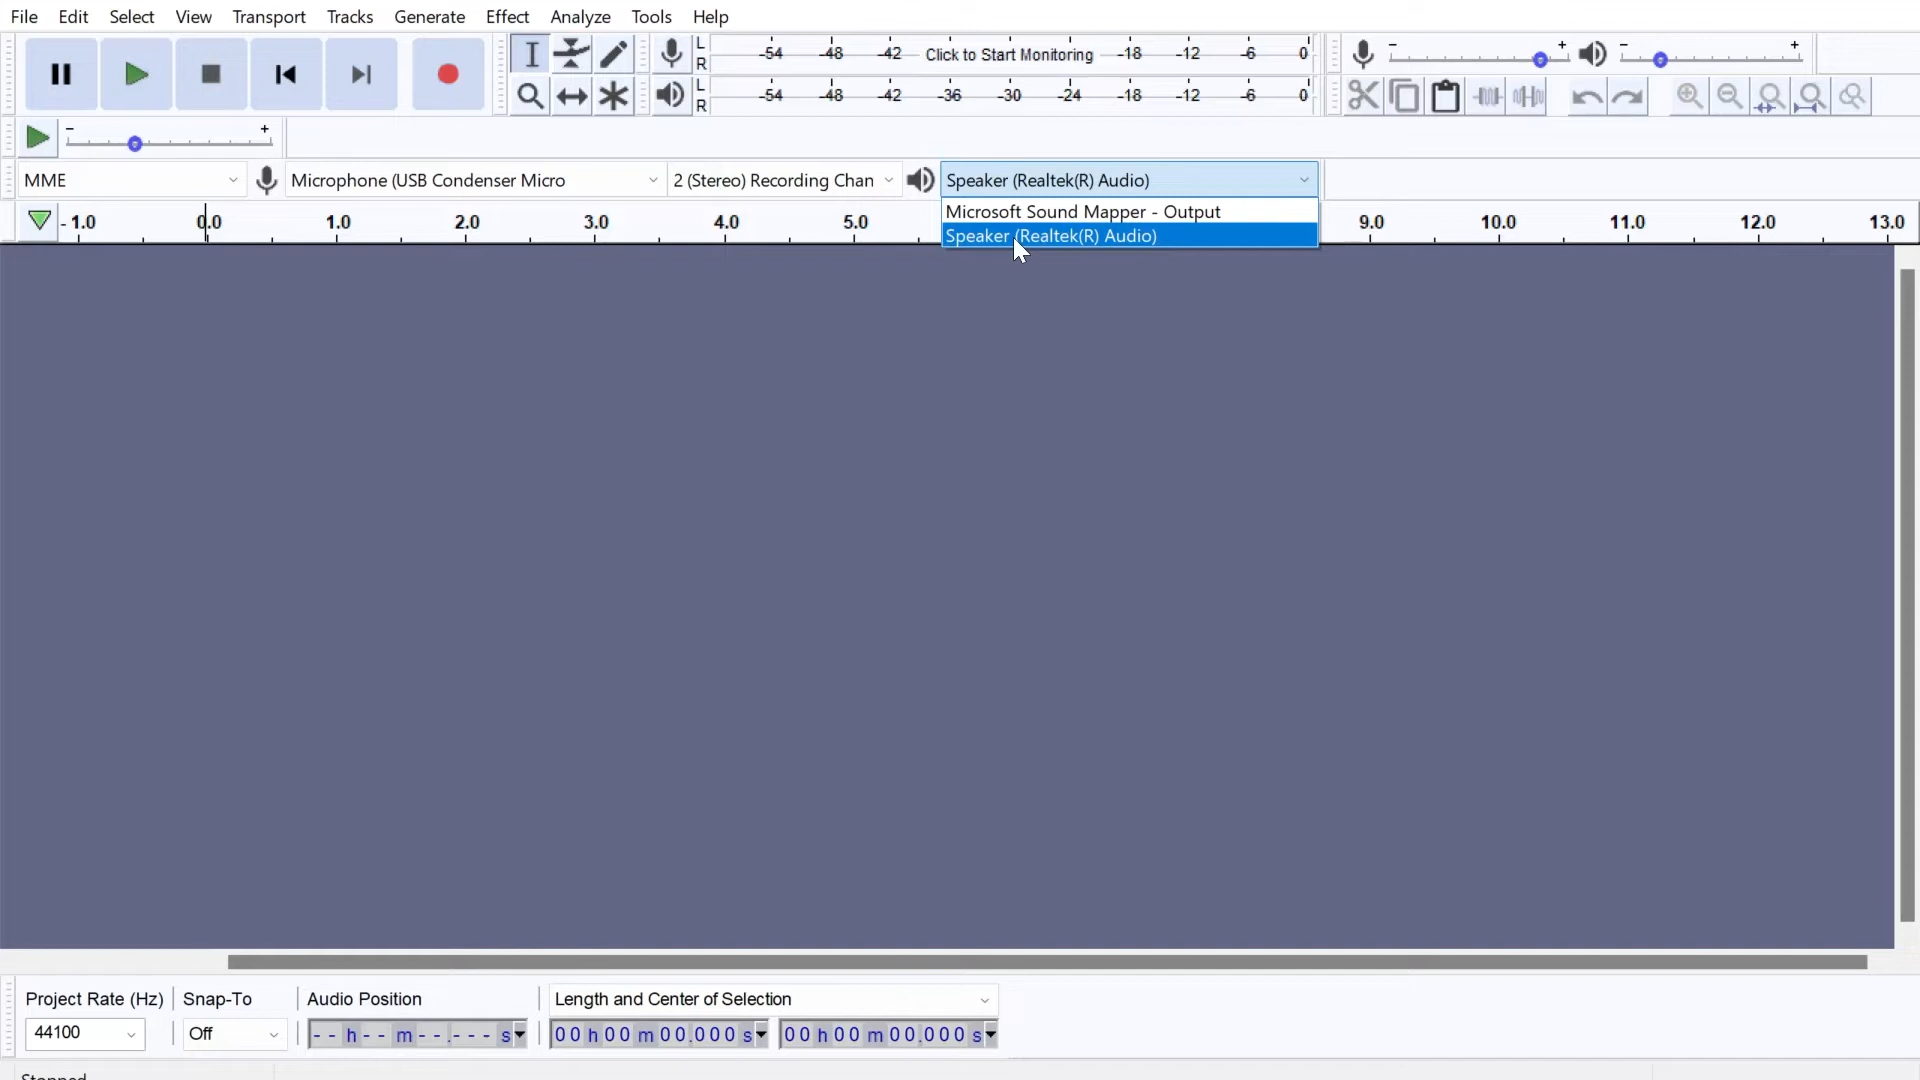 File Edit Select View Transport Tracks Generate Effect Analyze Tools Help
L
R
-54 -48 -42 Click to Start Monitoring -18 -12 -6 0
L
R
-54 -48 -42 -36 -30 -24 -18 -12 -6 0
MME
Microphone (USB Condenser Micro
2 (Stereo) Recording Chan
Speaker (Realtek(R) Audio)
Microsoft Sound Mapper - Output
Speaker (Realtek(R) Audio)
-1.0 0.0 1.0 2.0 3.0 4.0 5.0 9.0 10.0 11.0 12.0 13.0
Project Rate (Hz) Snap-To Audio Position Length and Center of Selection
44100 Off -- h -- m --.--- s 00 h 00 m 00.000 s 00 h 00 m 00.000 s
Stopped